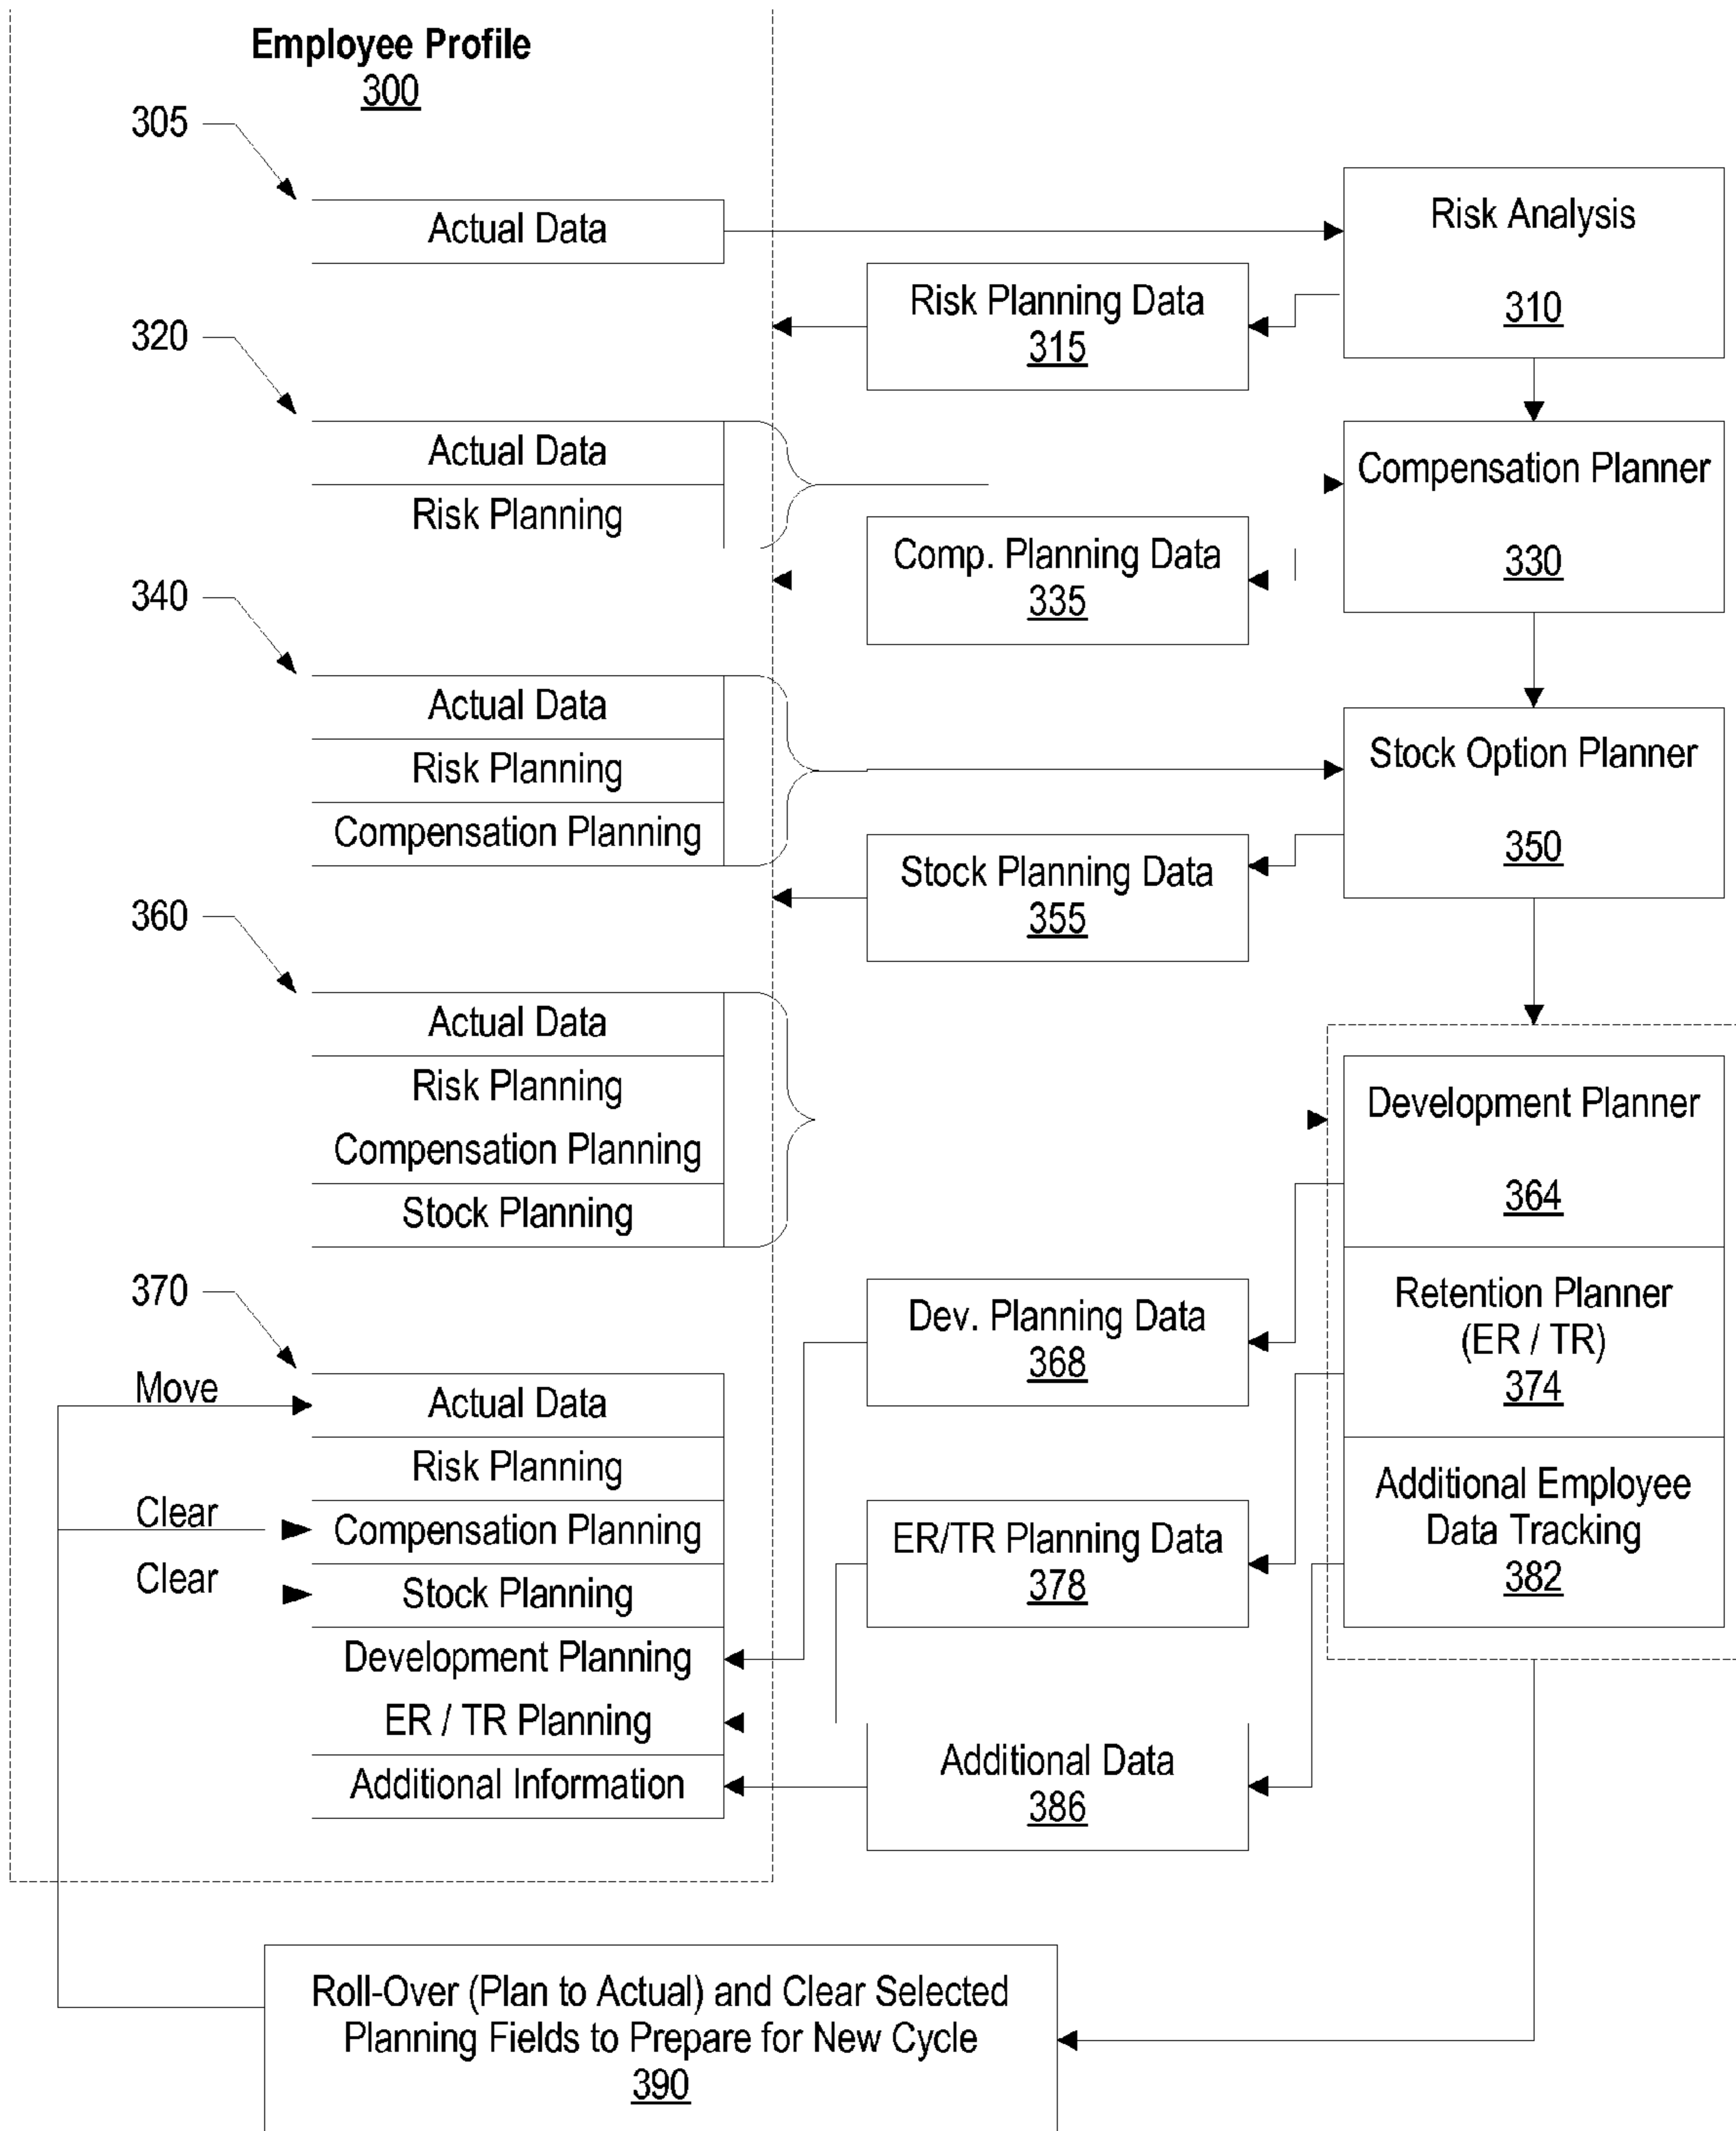 Employee Profile
300
305
Actual Data
Risk Analysis
310
Risk Planning Data
315
320
Actual Data
Risk Planning
Compensation Planner
330
Comp. Planning Data
335
340
Actual Data
Risk Planning
Compensation Planning
Stock Option Planner
350
Stock Planning Data
355
360
Actual Data
Risk Planning
Compensation Planning
Stock Planning
Development Planner
364
Dev. Planning Data
368
Retention Planner
(ER / TR)
374
370
Move
Actual Data
Risk Planning
Clear
Compensation Planning
Clear
Stock Planning
Development Planning
ER / TR Planning
Additional Information
ER/TR Planning Data
378
Additional Employee
Data Tracking
382
Additional Data
386
Roll-Over (Plan to Actual) and Clear Selected
Planning Fields to Prepare for New Cycle
390